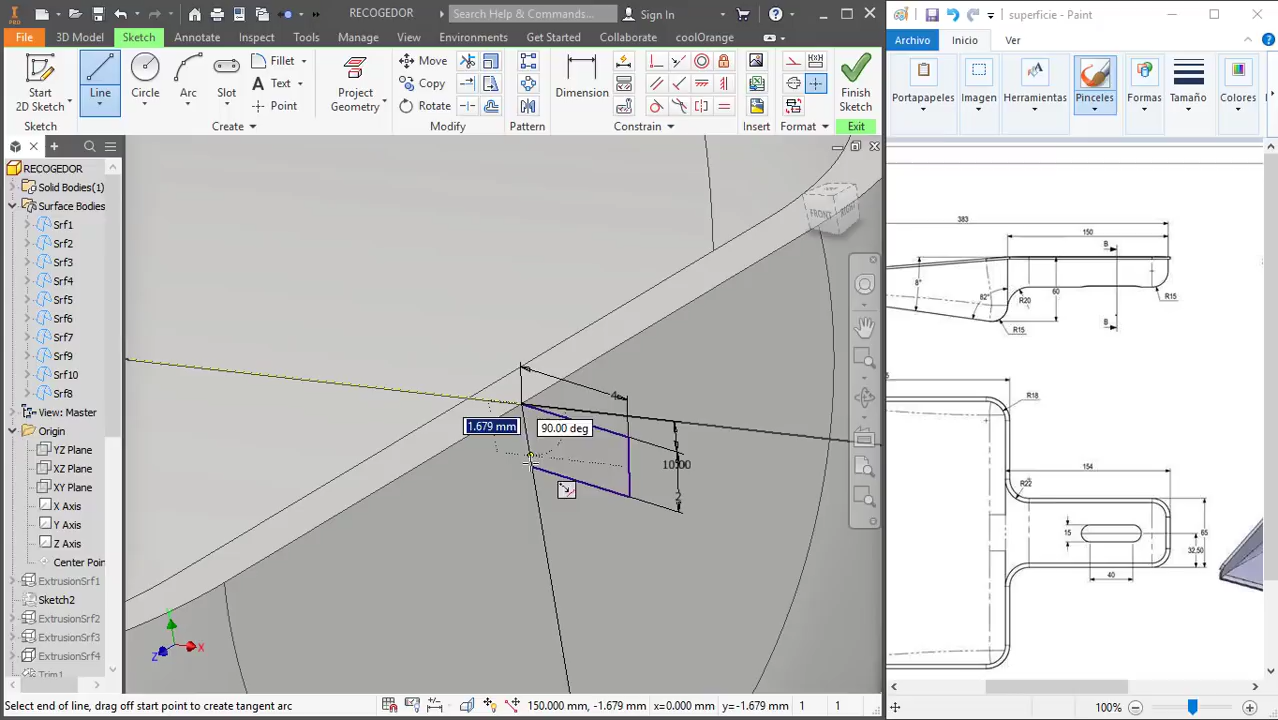 PRO
RECOGEDOR
Search Help & Commands...
Sign In
File
3D Model
Sketch
Annotate
Inspect
Tools
Manage
View
Environments
Get Started
Collaborate
coolOrange
Start
2D Sketch
Line
Circle
Arc
Slot
Fillet
Text
Point
Project
Geometry
Move
Copy
Rotate
Dimension
Finish
Sketch
Sketch
Create
Modify
Pattern
Constrain
Insert
Format
Exit
RECOGEDOR
Solid Bodies(1)
Surface Bodies
Srf1
Srf2
Srf3
Srf4
Srf5
Srf6
Srf7
Srf9
Srf10
Srf8
View: Master
Origin
YZ Plane
XZ Plane
XY Plane
X Axis
Y Axis
Z Axis
Center Poin
ExtrusionSrf1
Sketch2
ExtrusionSrf2
ExtrusionSrf3
ExtrusionSrf4
Trim1
Y
X
Z
FRONT
RIGHT
4
1.679 mm
90.00 deg
10.00
2
Select end of line, drag off start point to create tangent arc
150.000 mm, -1.679 mm
x=0.000 mm
y=-1.679 mm
1
1
superficie - Paint
Archivo
Inicio
Ver
Portapapeles
Imagen
Herramientas
Pinceles
Formas
Tamaño
Colores
383
150
B
8°
82°
R20
60
R15
R15
B
R18
154
R22
15
65
32,50
40
100%